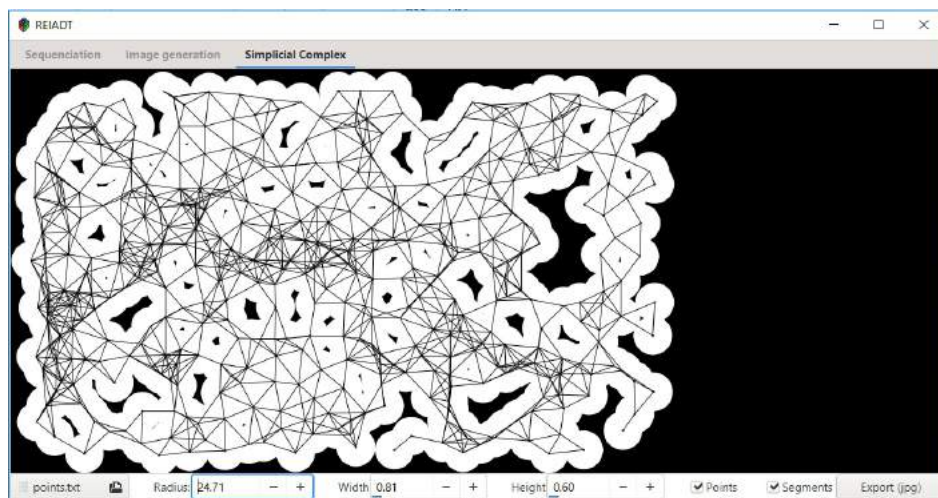 REIADT
Sequenciation Image generation Simplicial Complex
points.txt Radius: 24.71 − + Width 0.81 − + Height 0.60 − + Points Segments Export (jpg)